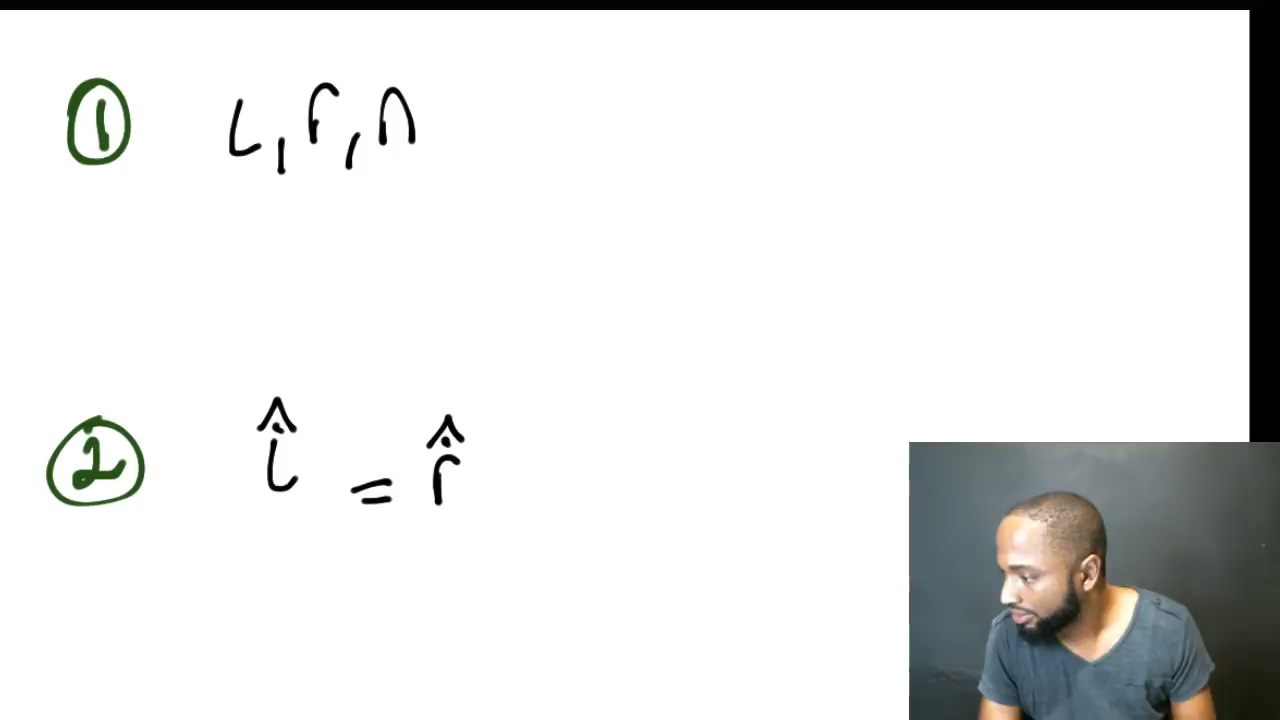 ① L, r, n
② l̂ = r̂